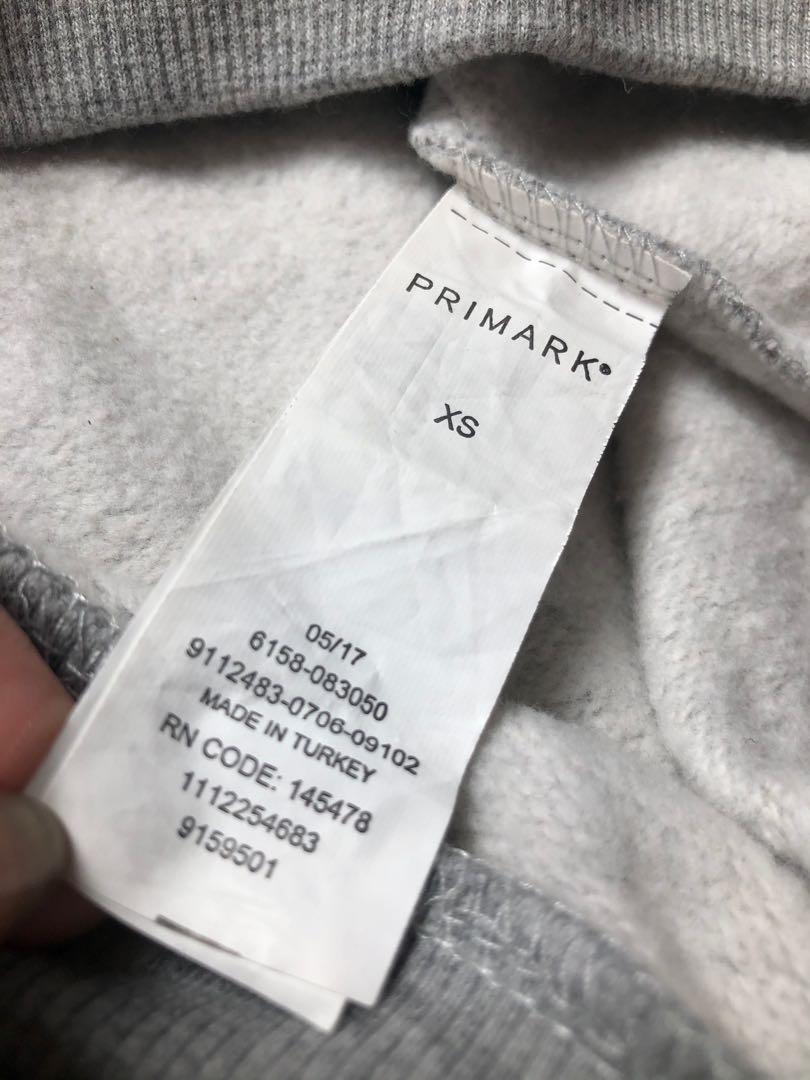 PRIMARK®
XS
05/17
6158-083050
9112483-0706-09102
MADE IN TURKEY
RN CODE: 145478
1112254683
9159501